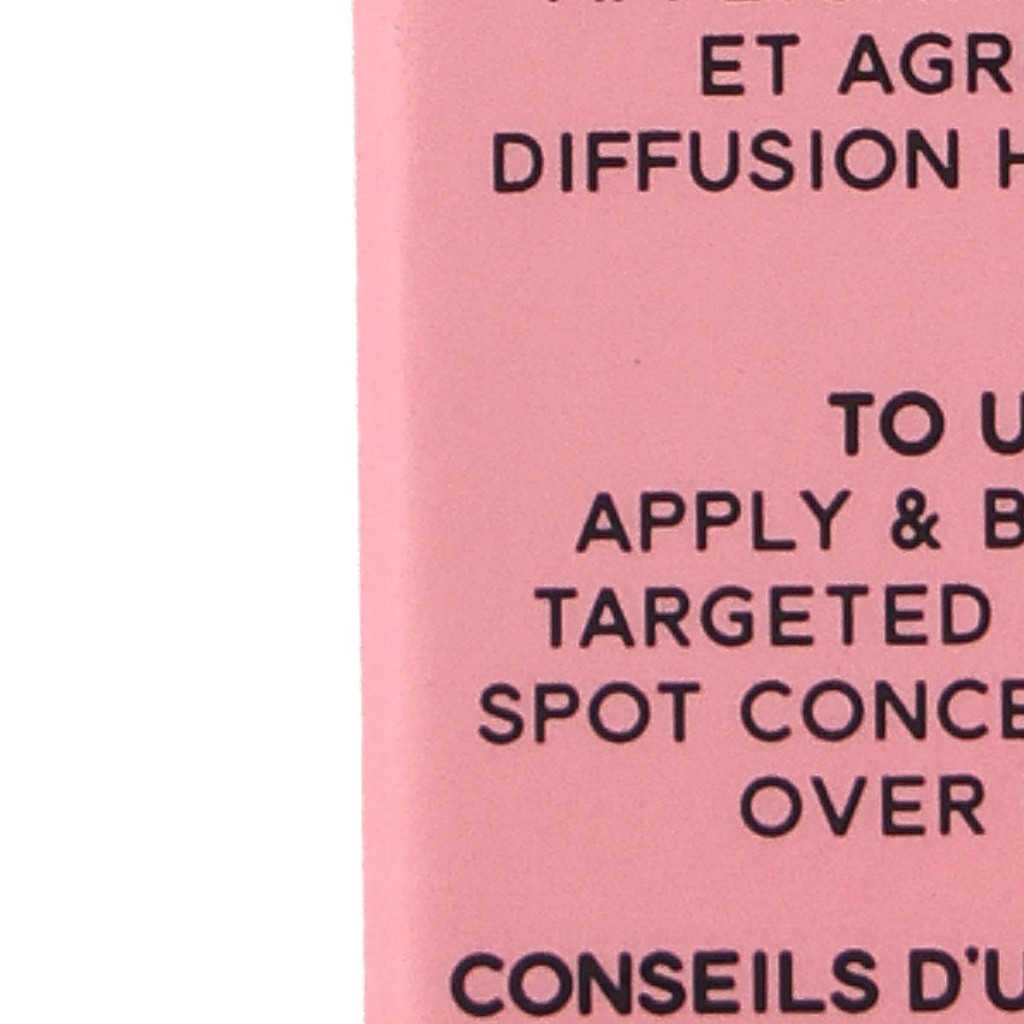 ET AGR
DIFFUSION H
TO U
APPLY & B
TARGETED
SPOT CONCE
OVER
CONSEILS D'U